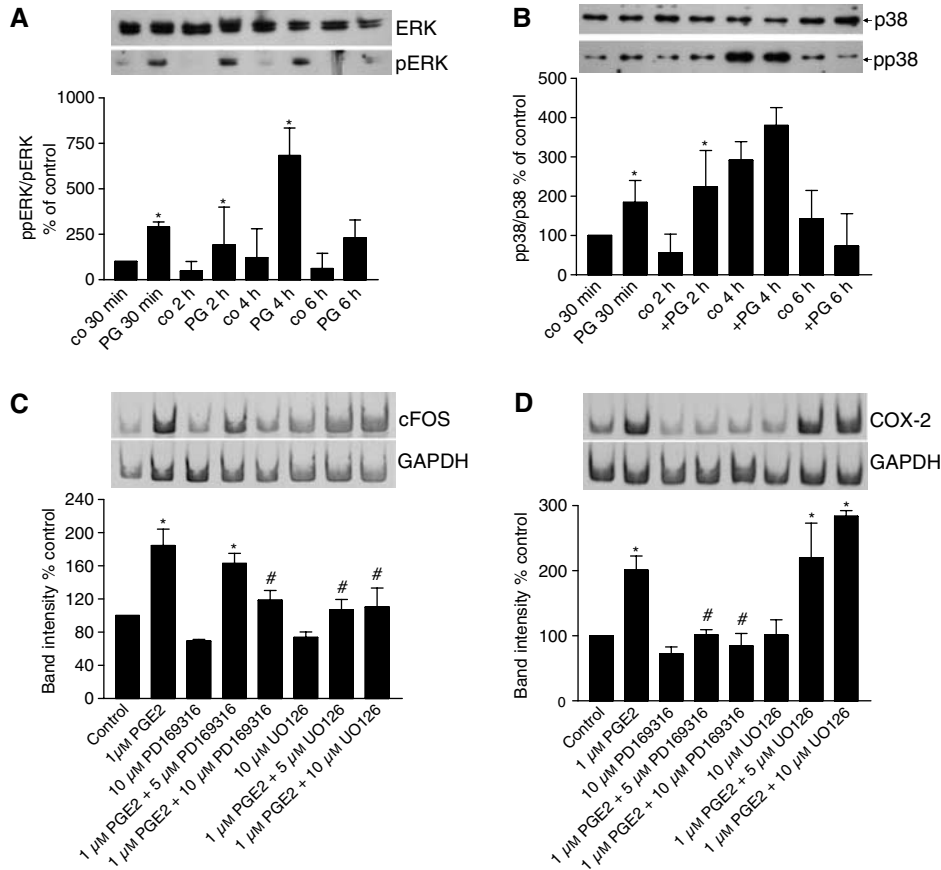 A
ERK
pERK
1000
750
500
250
0
ppERK/pERK
% of control
*
*
*
co 30 min
PG 30 min
co 2 h
PG 2 h
co 4 h
PG 4 h
co 6 h
PG 6 h
B
p38
pp38
500
400
300
200
100
0
pp38/p38 % of control
*
*
co 30 min
PG 30 min
co 2 h
+PG 2 h
co 4 h
+PG 4 h
co 6 h
+PG 6 h
C
cFOS
GAPDH
240
200
160
120
80
40
0
Band intensity % control
*
*
#
#
#
Control
1 µM PGE2
10 µM PD169316
1 µM PGE2 + 5 µM PD169316
1 µM PGE2 + 10 µM PD169316
10 µM UO126
1 µM PGE2 + 5 µM UO126
1 µM PGE2 + 10 µM UO126
D
COX-2
GAPDH
300
200
100
0
Band intensity % control
*
#
#
*
*
Control
1 µM PGE2
10 µM PD169316
1 µM PGE2 + 5 µM PD169316
1 µM PGE2 + 10 µM PD169316
10 µM UO126
1 µM PGE2 + 5 µM UO126
1 µM PGE2 + 10 µM UO126